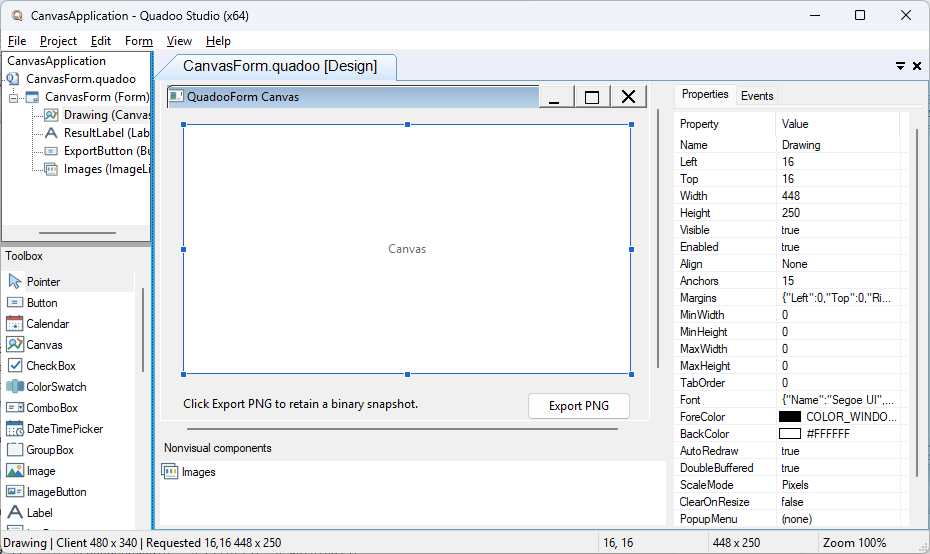 CanvasApplication - Quadoo Studio (x64)
File Project Edit Form View Help
CanvasApplication
CanvasForm.quadoo
CanvasForm (Form)
Drawing (Canvas
ResultLabel (Lab
ExportButton (Bu
Images (ImageLi
Toolbox
Pointer
Button
Calendar
Canvas
CheckBox
ColorSwatch
ComboBox
DateTimePicker
GroupBox
Image
ImageButton
Label
CanvasForm.quadoo [Design]
QuadooForm Canvas
Canvas
Click Export PNG to retain a binary snapshot.
Export PNG
Nonvisual components
Images
Properties Events
Property Value
Name Drawing
Left 16
Top 16
Width 448
Height 250
Visible true
Enabled true
Align None
Anchors 15
Margins {"Left":0,"Top":0,"Ri...
MinWidth 0
MinHeight 0
MaxWidth 0
MaxHeight 0
TabOrder 0
Font {"Name":"Segoe UI",...
ForeColor COLOR_WINDO...
BackColor #FFFFFF
AutoRedraw true
DoubleBuffered true
ScaleMode Pixels
ClearOnResize false
PopupMenu (none)
Drawing | Client 480 x 340 | Requested 16,16 448 x 250
16, 16
448 x 250
Zoom 100%